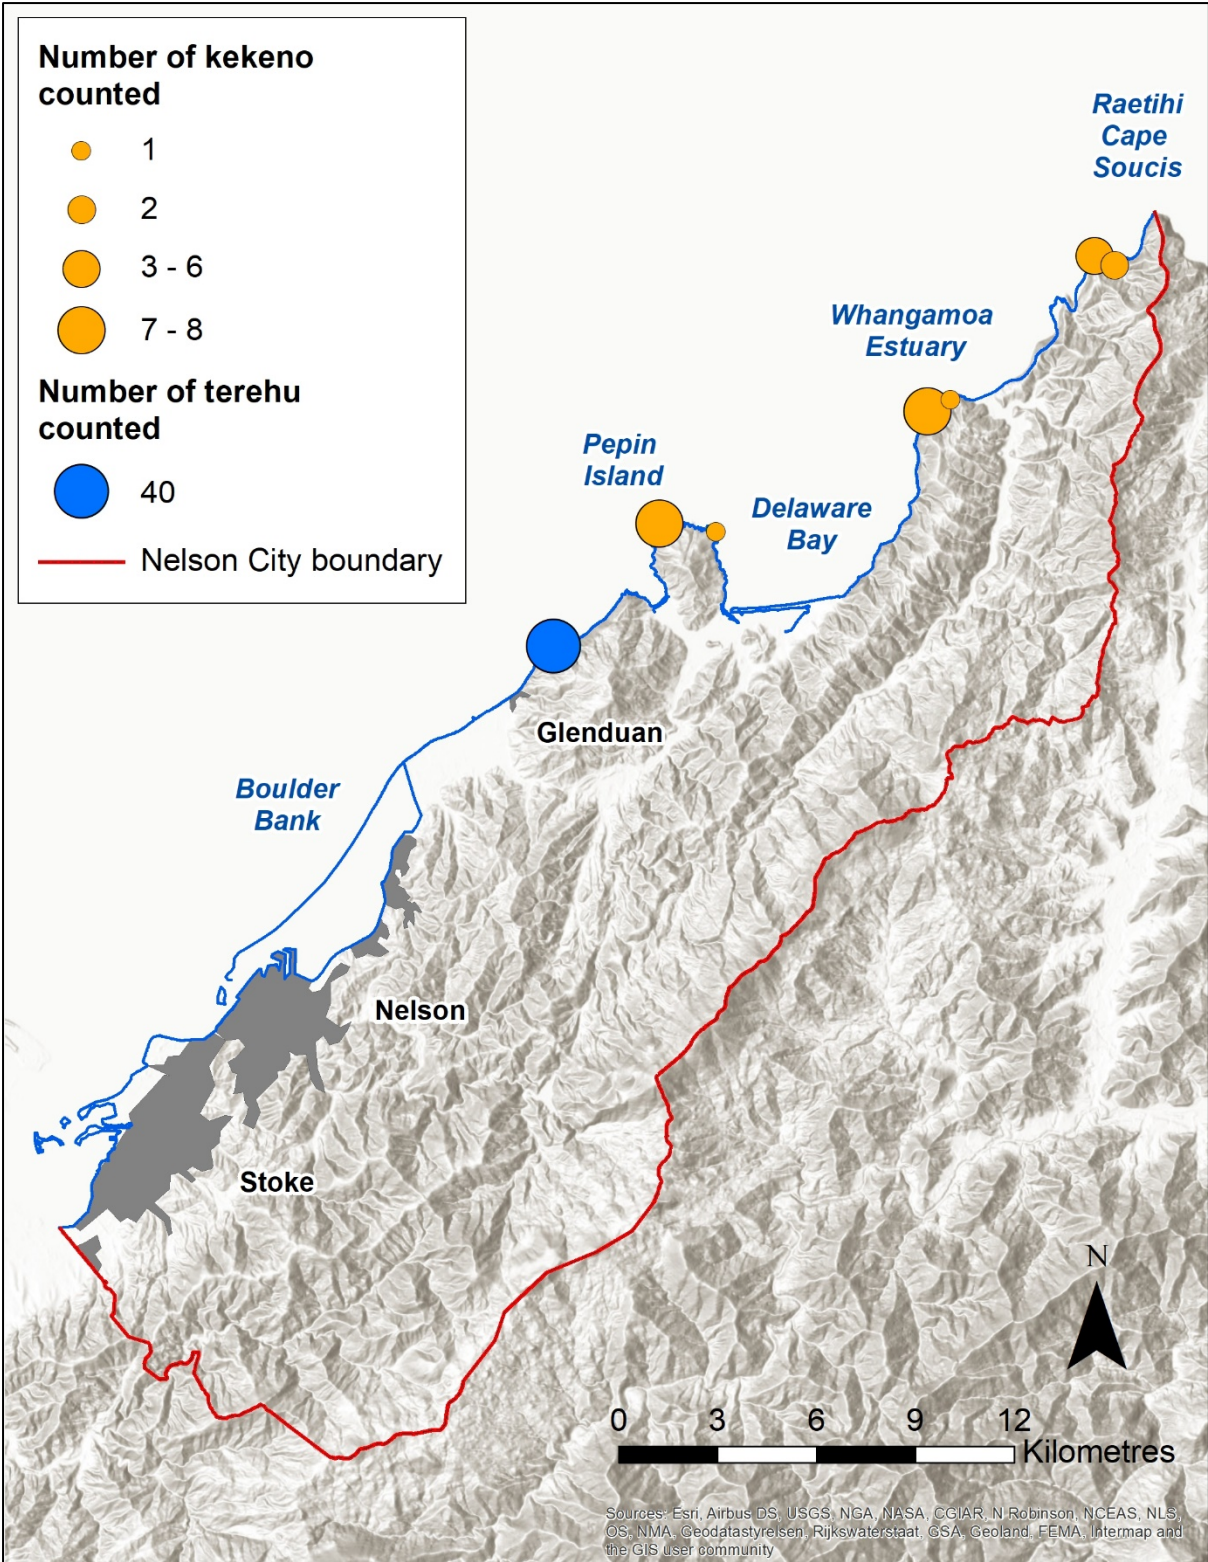 Number of kekeno
counted
1
2
3 - 6
7 - 8
Number of terehu
counted
40
Nelson City boundary
Raetihi
Cape
Soucis
Whangamoa
Estuary
Pepin
Island
Delaware
Bay
Glenduan
Boulder
Bank
Nelson
Stoke
N
0 3 6 9 12
Kilometres
Sources: Esri, Airbus DS, USGS, NGA, NASA, CGIAR, N Robinson, NCEAS, NLS,
OS, NMA, Geodatastyrelsen, Rijkswaterstaat, GSA, Geoland, FEMA, Intermap and
the GIS user community